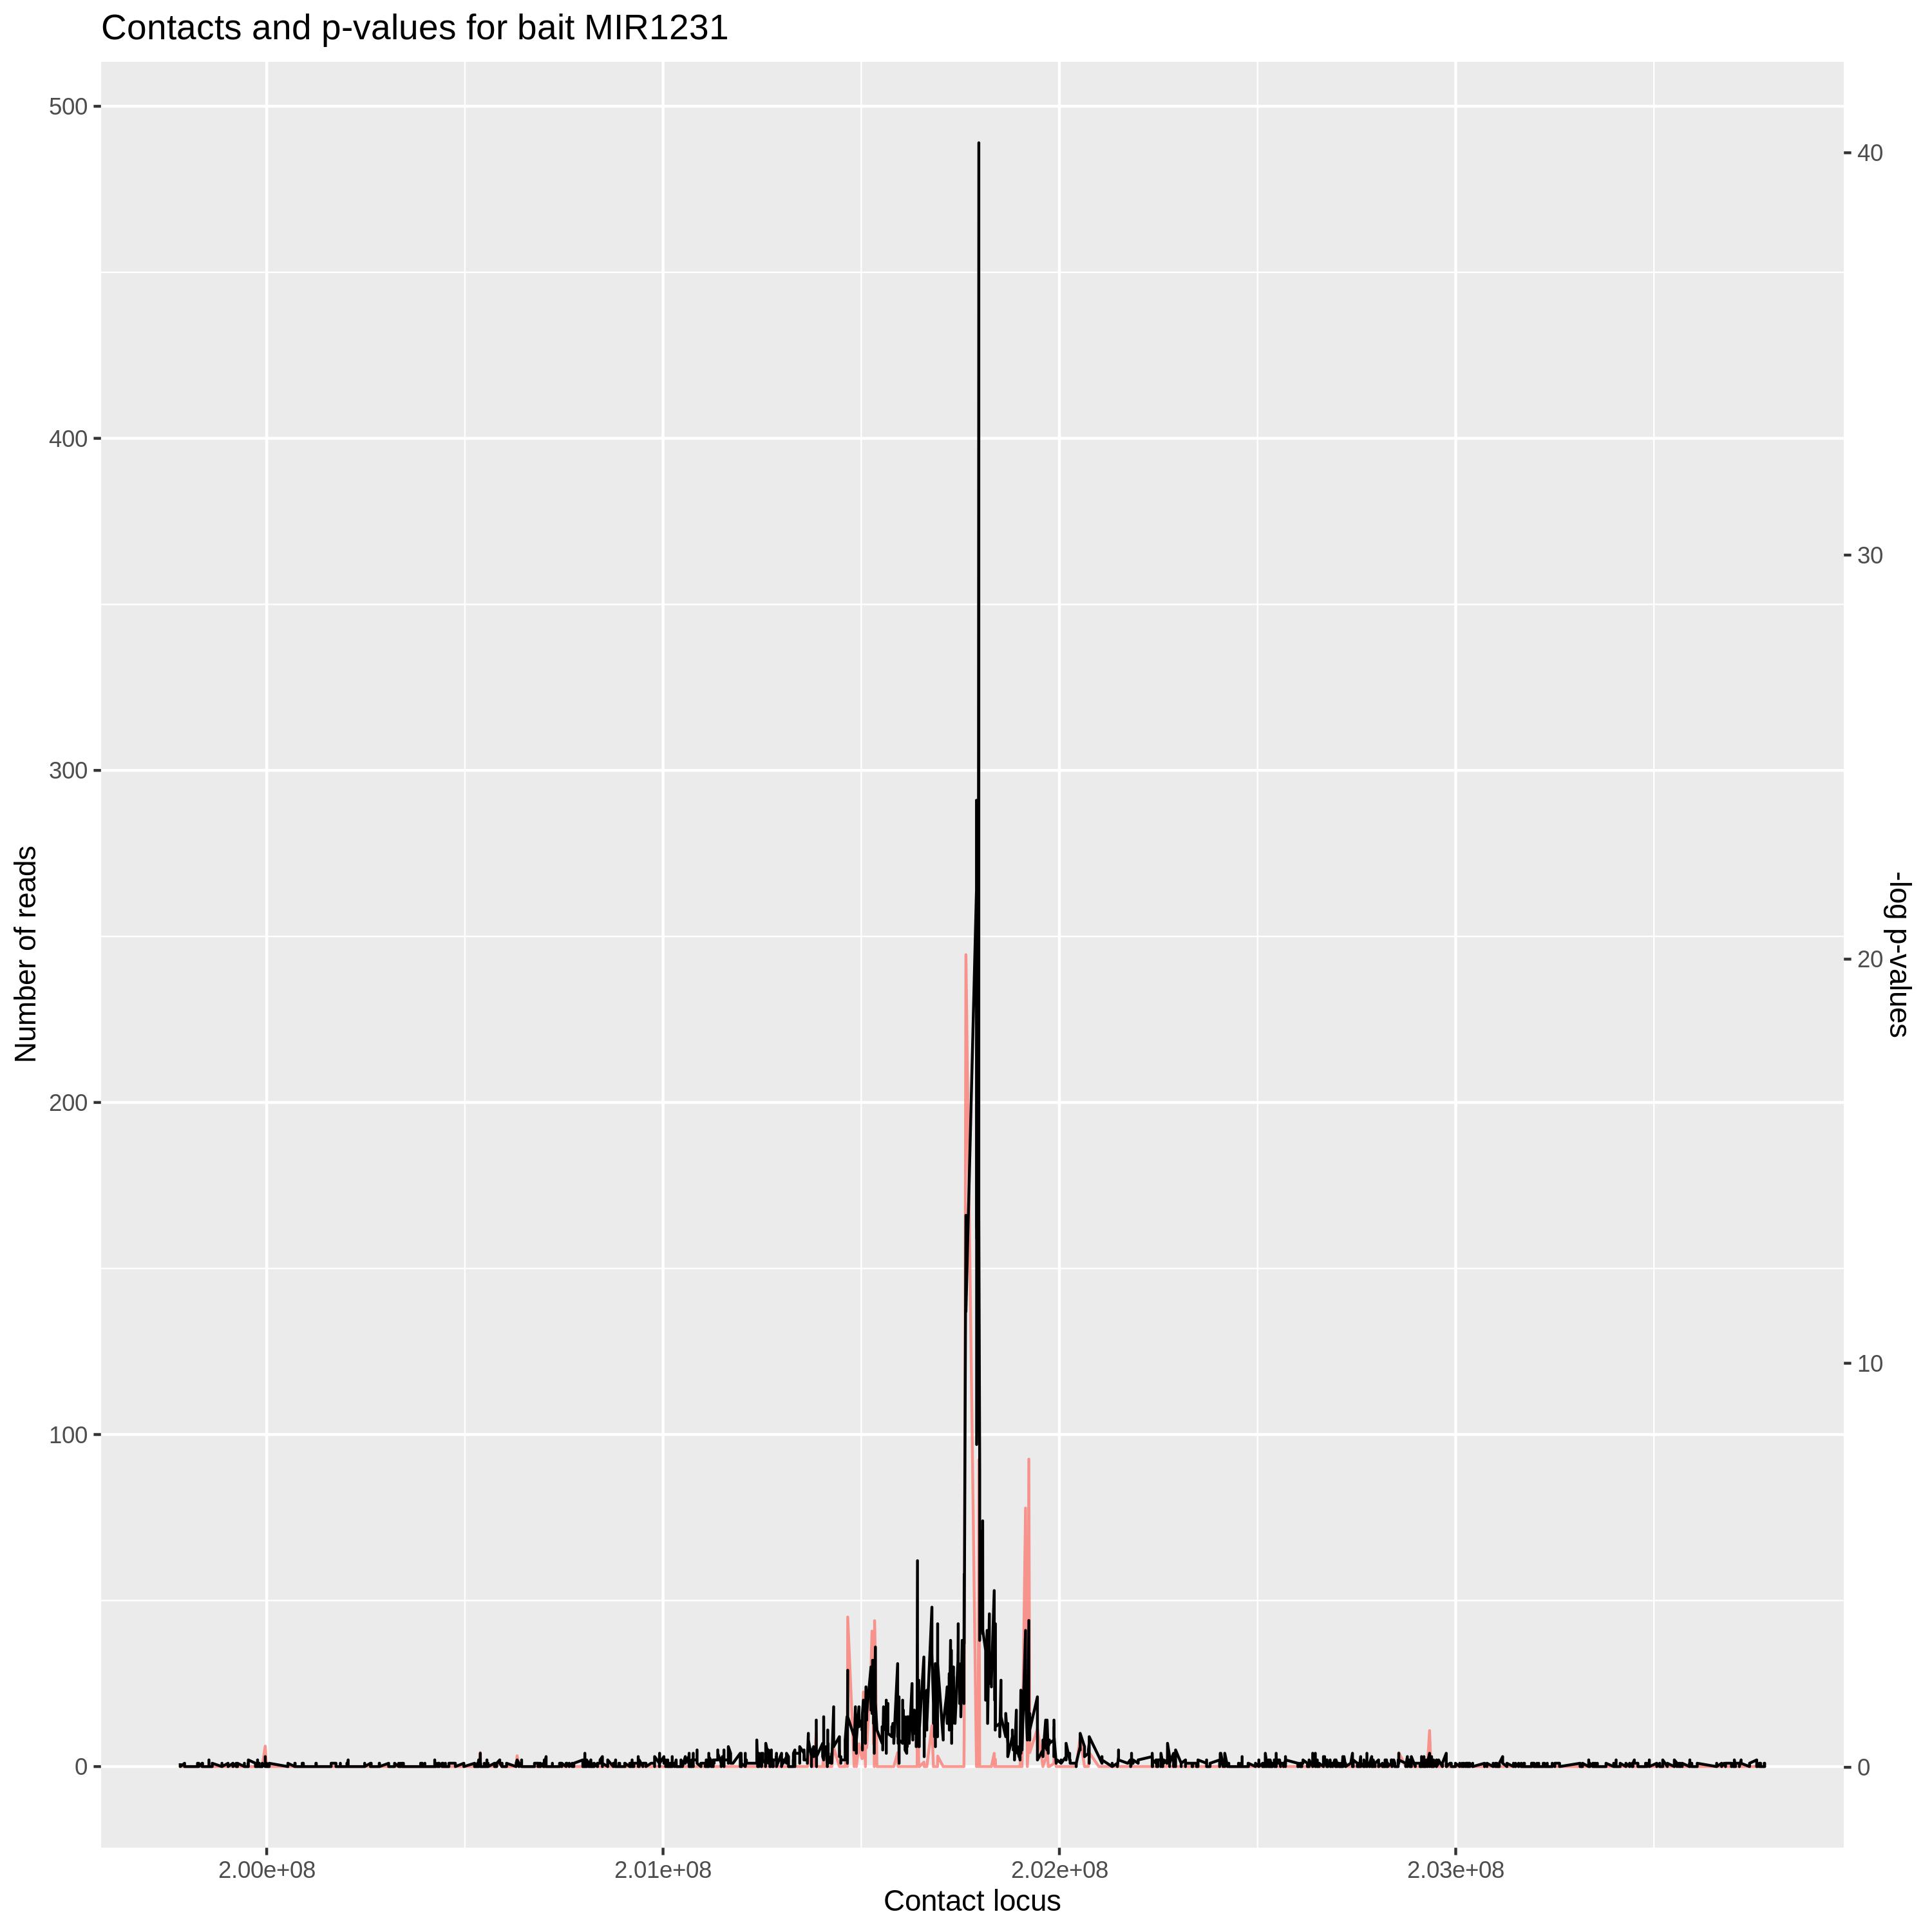 Contacts and p-values for bait MIR1231
500
400
300
200
100
0
Number of reads
40
30
20
10
0
-log p-values
2.00e+08 2.01e+08 2.02e+08 2.03e+08
Contact locus